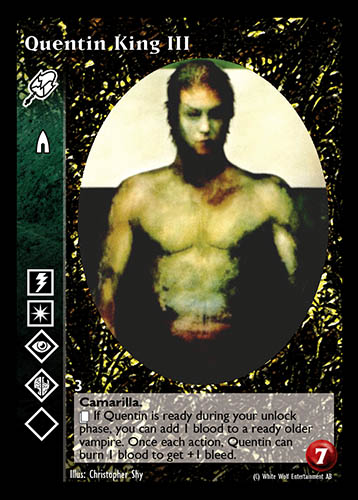 Quentin King III
3
Camarilla.
If Quentin is ready during your unlock
phase, you can add 1 blood to a ready older
vampire. Once each action, Quentin can
burn 1 blood to get +1 bleed.
7
Illus: Christopher Shy
(C) White Wolf Entertainment AB